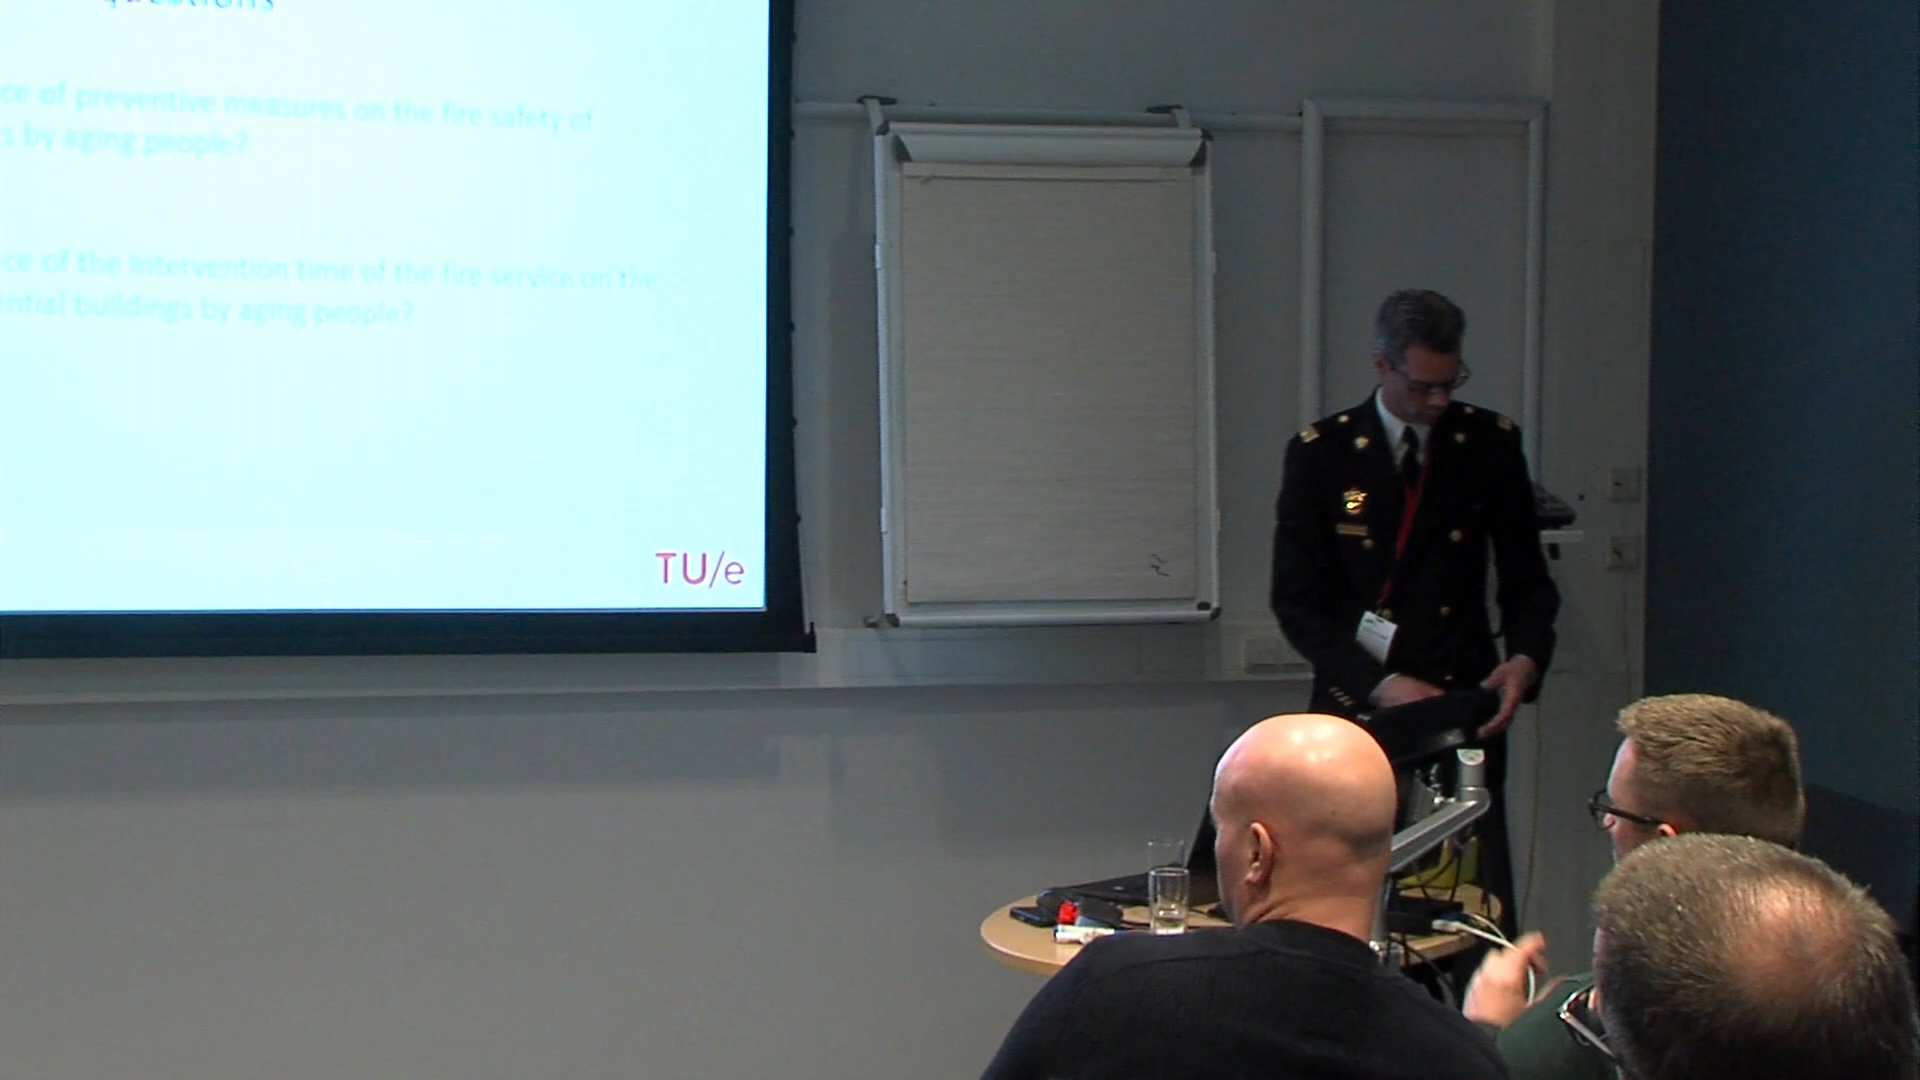 questions
ce of preventive measures on the fire safety of
s by aging people?
ce of the intervention time of the fire service on the
ential buildings by aging people?
TU/e